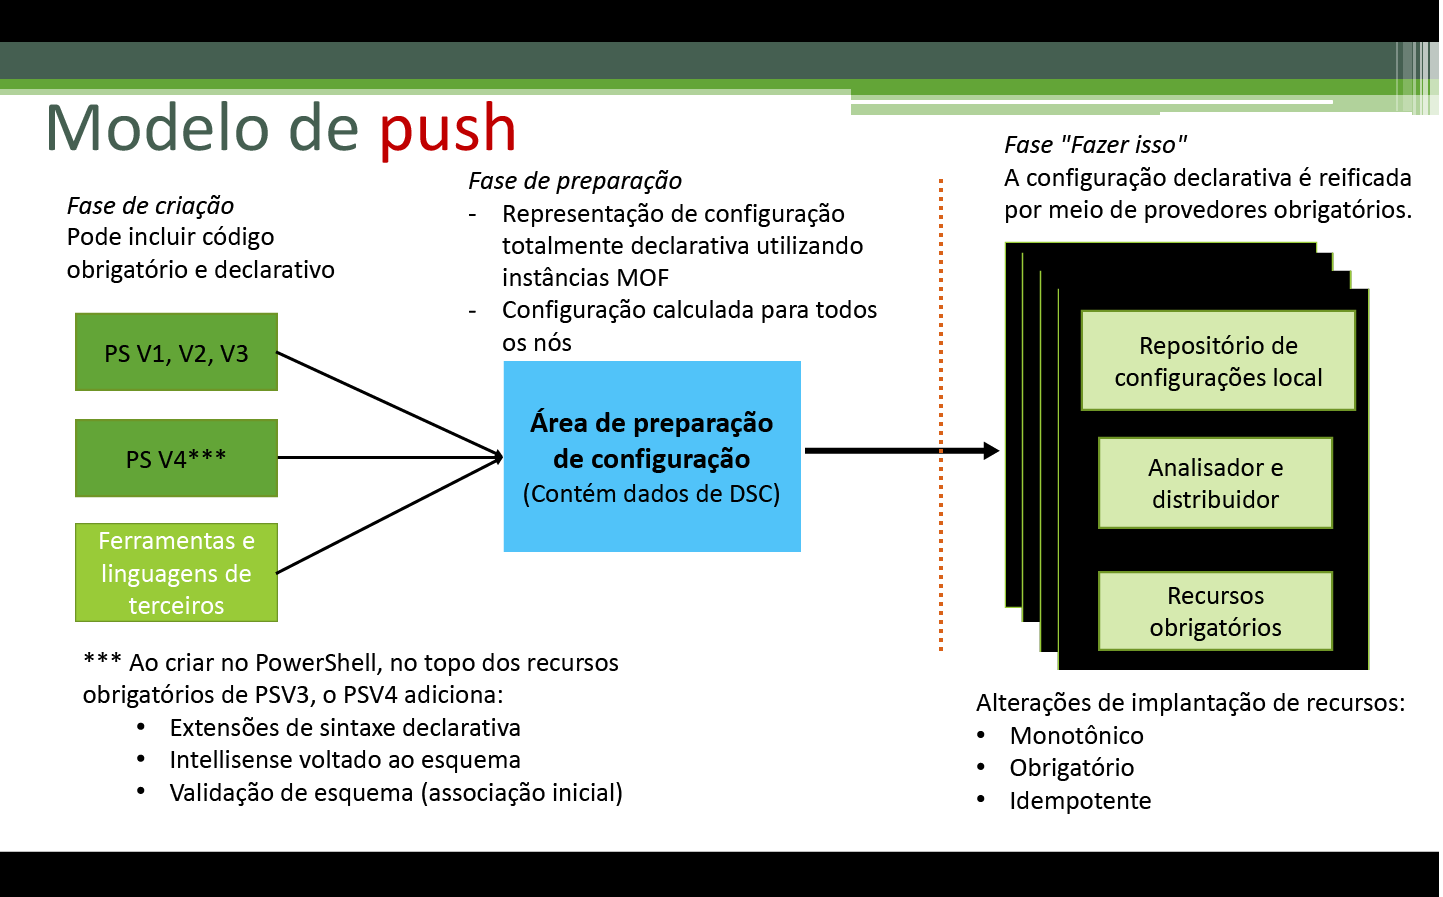 Modelo de push
Fase de criação
Pode incluir código
obrigatório e declarativo
PS V1, V2, V3
PS V4***
Ferramentas e
linguagens de
terceiros
*** Ao criar no PowerShell, no topo dos recursos
obrigatórios de PSV3, o PSV4 adiciona:
• Extensões de sintaxe declarativa
• Intellisense voltado ao esquema
• Validação de esquema (associação inicial)
Fase de preparação
- Representação de configuração
totalmente declarativa utilizando
instâncias MOF
- Configuração calculada para todos
os nós
Área de preparação
de configuração
(Contém dados de DSC)
Fase "Fazer isso"
A configuração declarativa é reificada
por meio de provedores obrigatórios.
Repositório de
configurações local
Analisador e
distribuidor
Recursos
obrigatórios
Alterações de implantação de recursos:
• Monotônico
• Obrigatório
• Idempotente